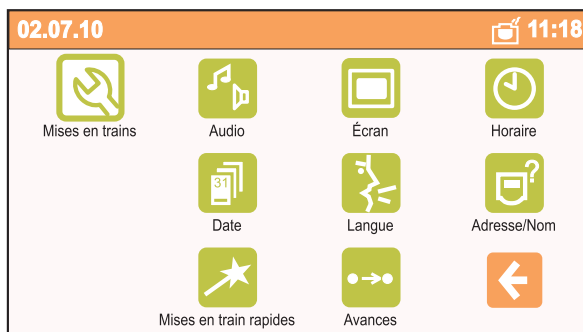 02.07.10
11:18
Mises en trains
Audio
Écran
Horaire
31
?
Date
Langue
Adresse/Nom
Mises en train rapides
Avances